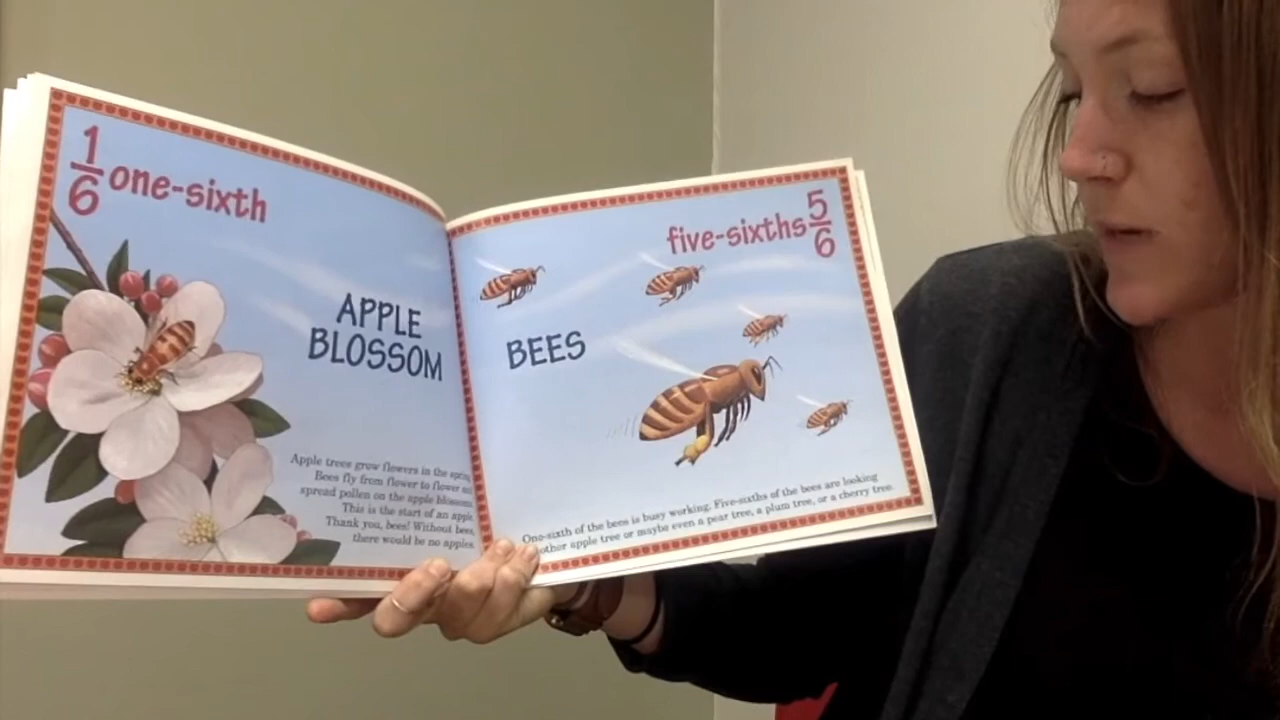 1
6
one-sixth
APPLE
BLOSSOM
Apple trees grow flowers in the spring.
Bees fly from flower to flower and
spread pollen on the apple blossoms.
This is the start of an apple.
Thank you, bees! Without bees,
there would be no apples.
five-sixths
5
6
BEES
One-sixth of the bees is busy working. Five-sixths of the bees are looking
other apple tree or maybe even a pear tree, a plum tree, or a cherry tree.